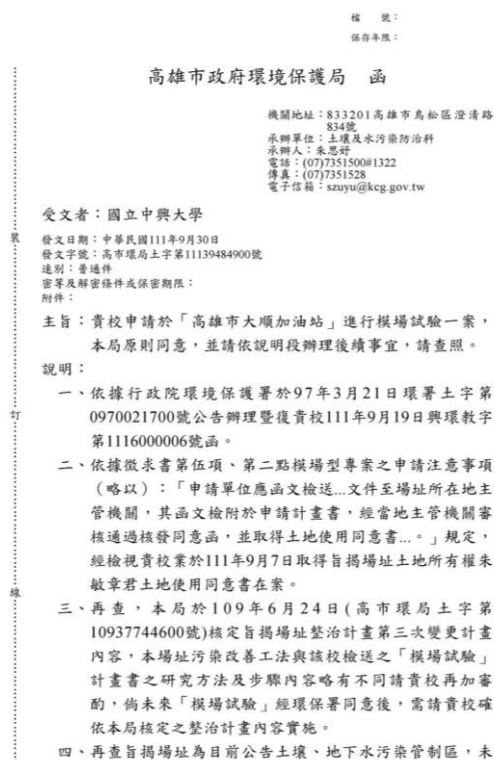 檔　　號：
保存年限：
高雄市政府環境保護局　函
機關地址：833201高雄市鳥松區澄清路
834號
承辦單位：土壤及水污染防治科
承辦人：朱思妤
電話：(07)7351500#1322
傳真：(07)7351528
電子信箱：szuyu@kcg.gov.tw
受文者：國立中興大學
發文日期：中華民國111年9月30日
發文字號：高市環局土字第11139484900號
速別：普通件
密等及解密條件或保密期限：
附件：
主旨：貴校申請於「高雄市大順加油站」進行模場試驗一案，
本局原則同意，並請依說明段辦理後續事宜，請查照。
說明：
一、依據行政院環境保護署於97年3月21日環署土字第
0970021700號公告辦理暨復貴校111年9月19日興環教字
第1116000006號函。
二、依據徵求書第伍項、第二點模場型專案之申請注意事項
（略以）：「申請單位應函文檢送...文件至場址所在地主
管機關，其函文檢附於申請計畫書，經當地主管機關審
核通過核發同意函，並取得土地使用同意書...。」規定，
經檢視貴校業於111年9月7日取得旨揭場址土地所有權朱
敏章君土地使用同意書在案。
三、再查，本局於109年6月24日(高市環局土字第
10937744600號)核定旨揭場址整治計畫第三次變更計畫
內容，本場址污染改善工法與該校檢送之「模場試驗」
計畫書之研究方法及步驟內容略有不同請貴校再加審
酌，倘未來「模場試驗」經環保署同意後，需請貴校確
依本局核定之整治計畫內容實施。
四、再查旨揭場址為目前公告土壤、地下水污染管制區，未
裝
訂
線